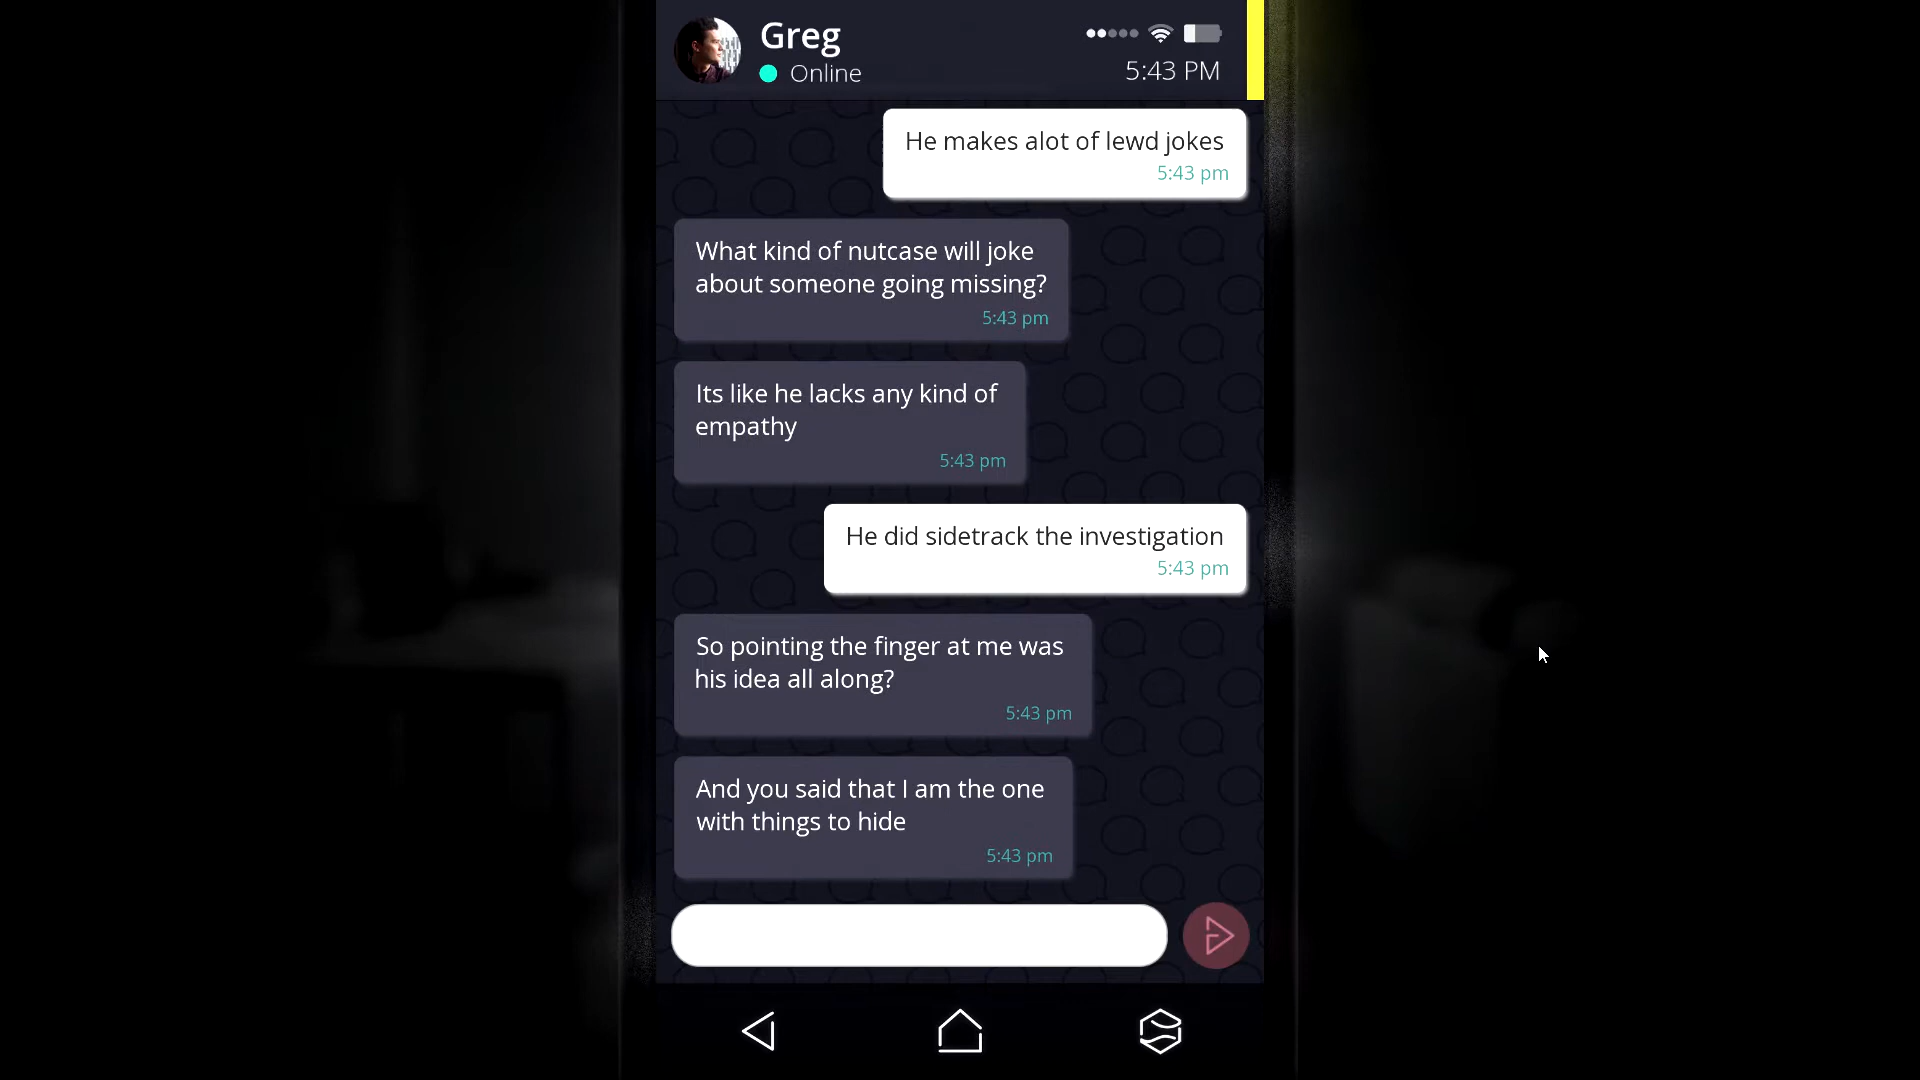 Greg
Online
5:43 PM
He makes alot of lewd jokes
5:43 pm
What kind of nutcase will joke
about someone going missing?
5:43 pm
Its like he lacks any kind of
empathy
5:43 pm
He did sidetrack the investigation
5:43 pm
So pointing the finger at me was
his idea all along?
5:43 pm
And you said that I am the one
with things to hide
5:43 pm